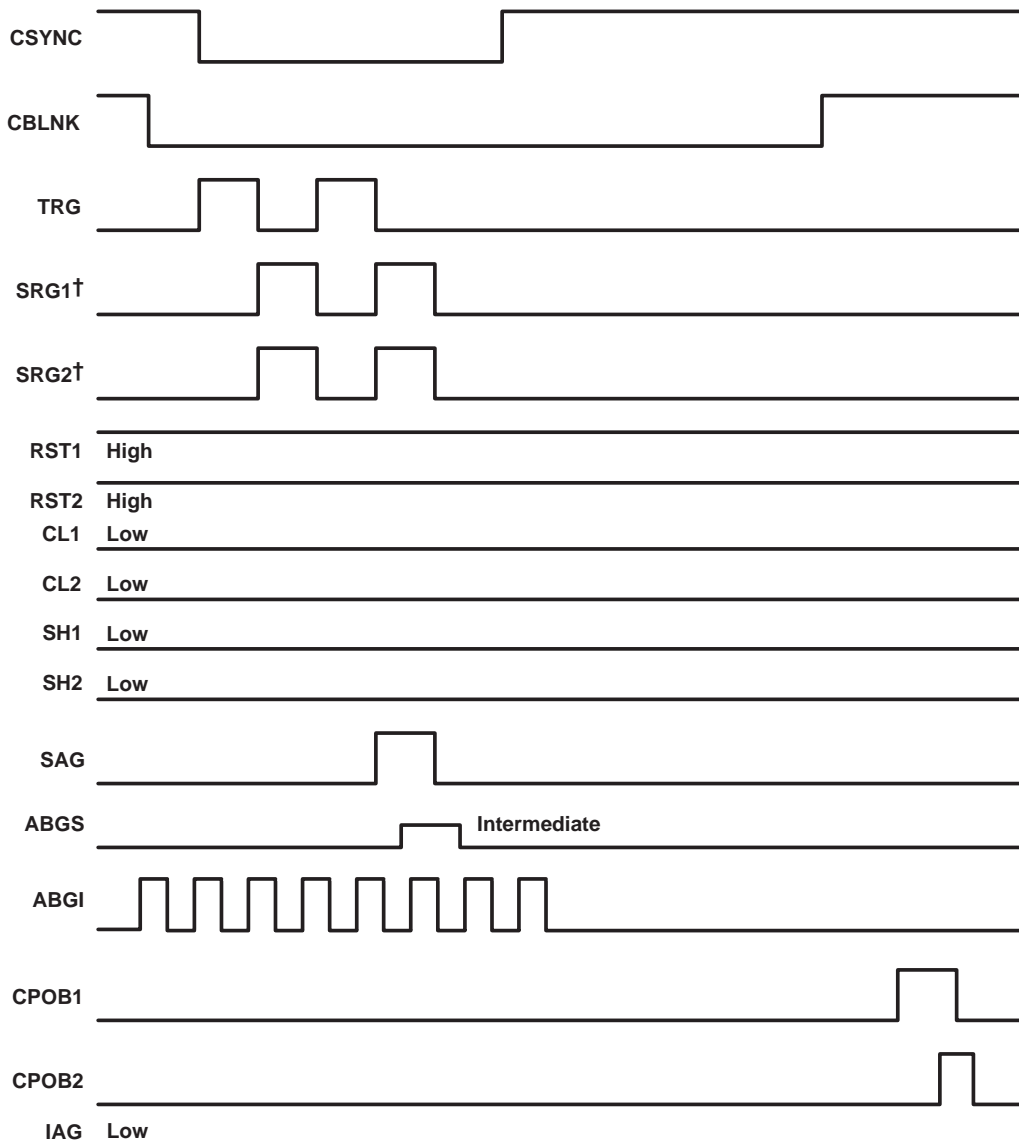 CSYNC
CBLNK
TRG
SRG1†
SRG2†
RST1 High
RST2 High
CL1 Low
CL2 Low
SH1 Low
SH2 Low
SAG
ABGS Intermediate
ABGI
CPOB1
CPOB2
IAG Low